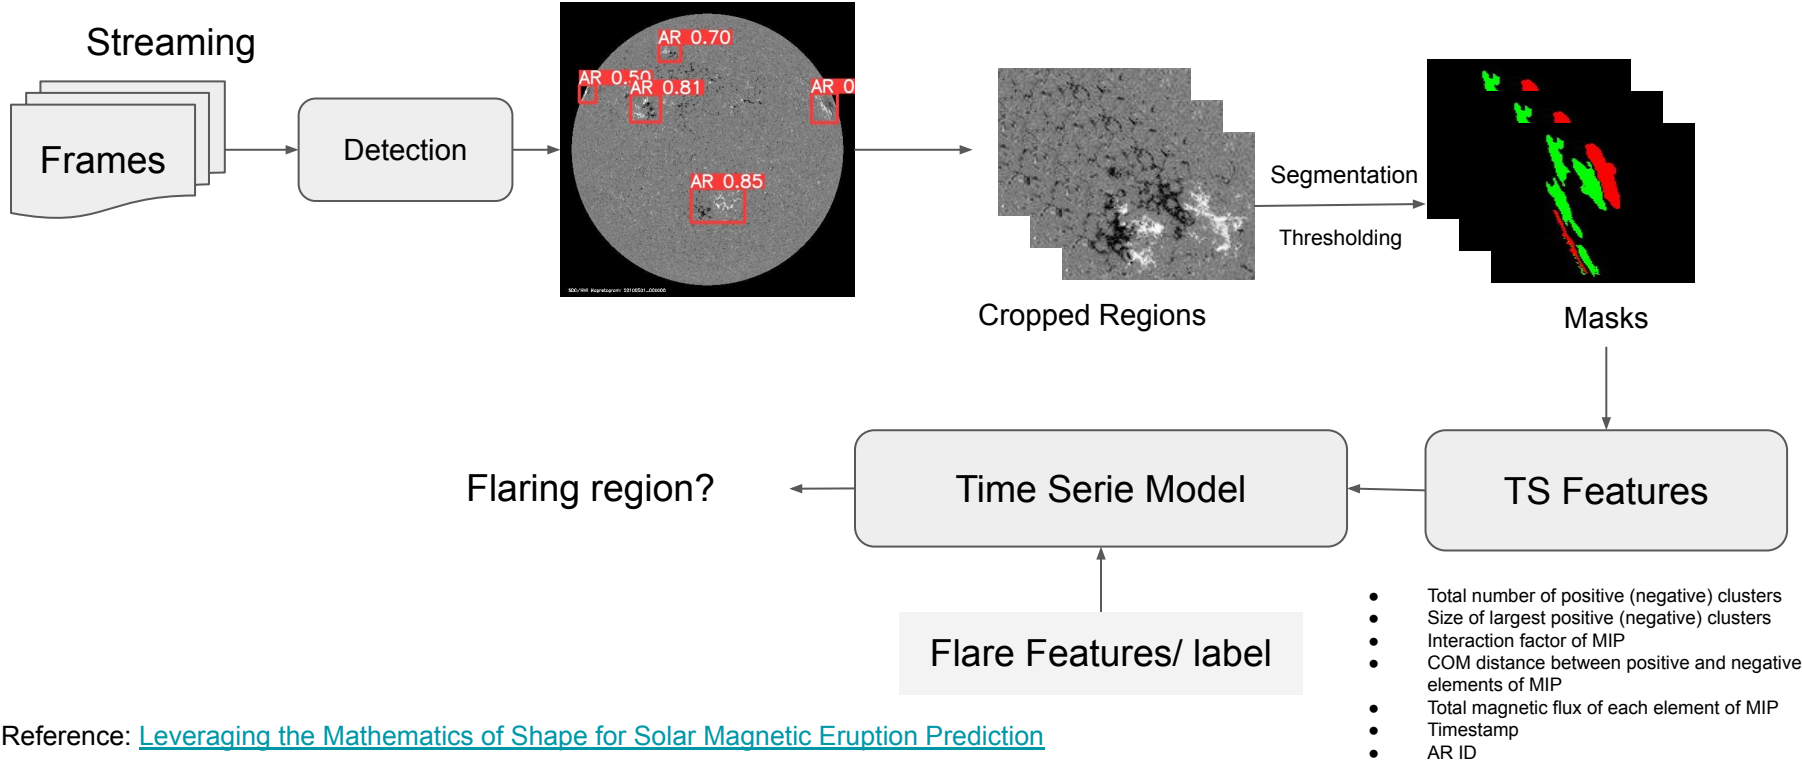 Streaming
Frames
Detection
AR 0.70
AR 0.50
AR 0.81
AR 0
AR 0.85
SDO/HMI Magnetogram:
Cropped Regions
Segmentation
Thresholding
Masks
Flaring region?
Time Serie Model
TS Features
Flare Features/ label
● Total number of positive (negative) clusters
● Size of largest positive (negative) clusters
● Interaction factor of MIP
● COM distance between positive and negative
elements of MIP
● Total magnetic flux of each element of MIP
● Timestamp
● AR ID
Reference: Leveraging the Mathematics of Shape for Solar Magnetic Eruption Prediction